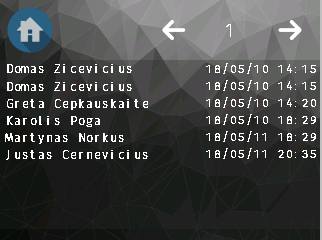 1
Domas Zicevicius 18/05/10 14:15
Domas Zicevicius 18/05/10 14:15
Greta Cepkauskaite 18/05/10 14:20
Karolis Poga 18/05/10 18:29
Martynas Norkus 18/05/11 18:29
Justas Cernevicius 18/05/11 20:35